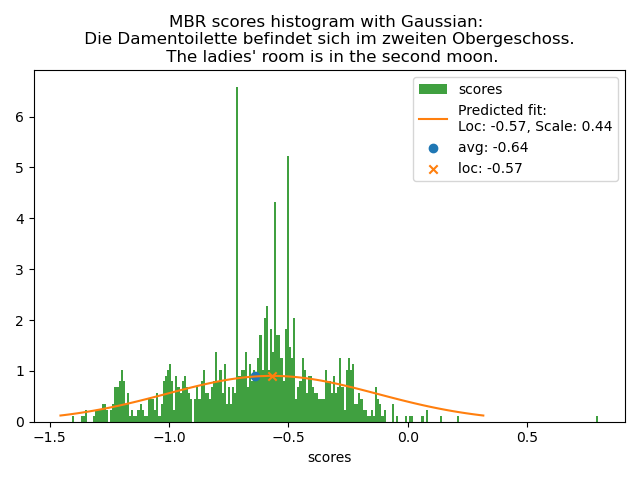 MBR scores histogram with Gaussian:
Die Damentoilette befindet sich im zweiten Obergeschoss.
The ladies' room is in the second moon.
scores
Predicted fit:
Loc: -0.57, Scale: 0.44
avg: -0.64
loc: -0.57
6
5
4
3
2
1
0
−1.5 −1.0 −0.5 0.0 0.5
scores